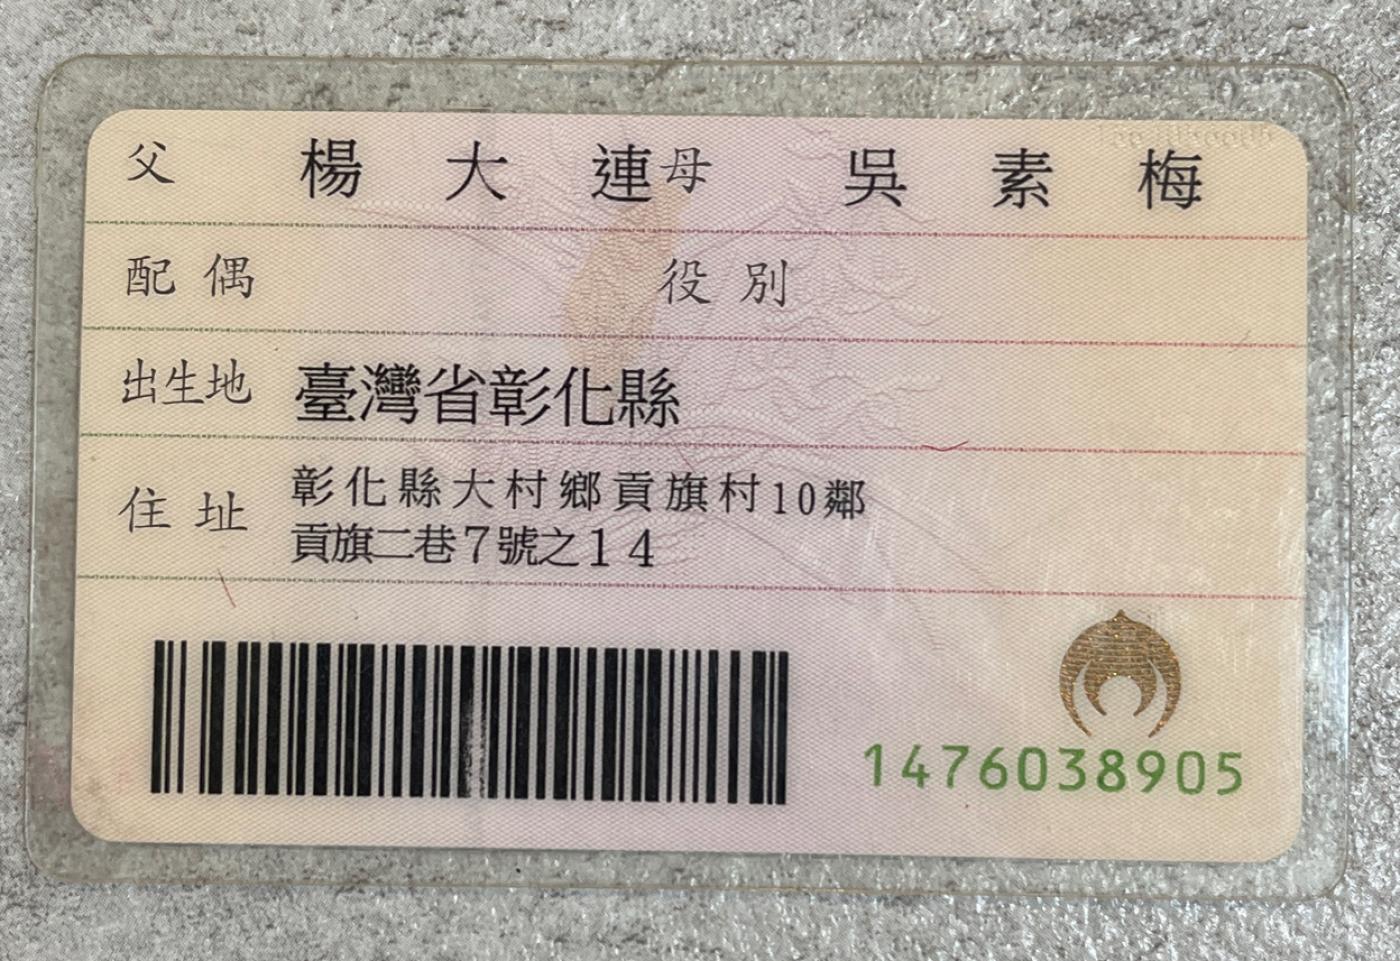 父 楊大連 母 吳素梅
配偶 役別
出生地 臺灣省彰化縣
住址 彰化縣大村鄉貢旗村10鄰
貢旗二巷7號之14
1476038905